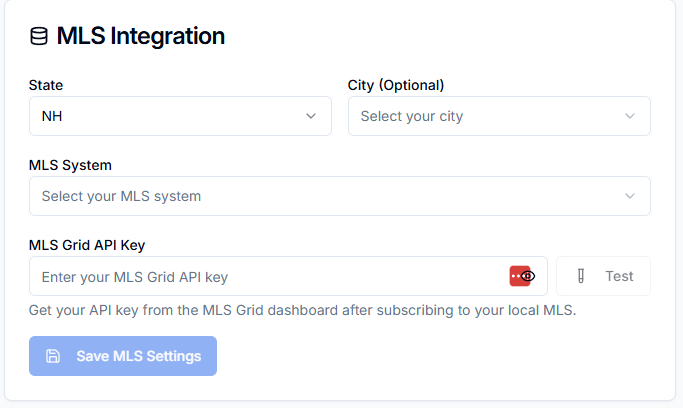 MLS Integration
State
City (Optional)
NH
Select your city
MLS System
Select your MLS system
MLS Grid API Key
Enter your MLS Grid API key
Test
Get your API key from the MLS Grid dashboard after subscribing to your local MLS.
Save MLS Settings